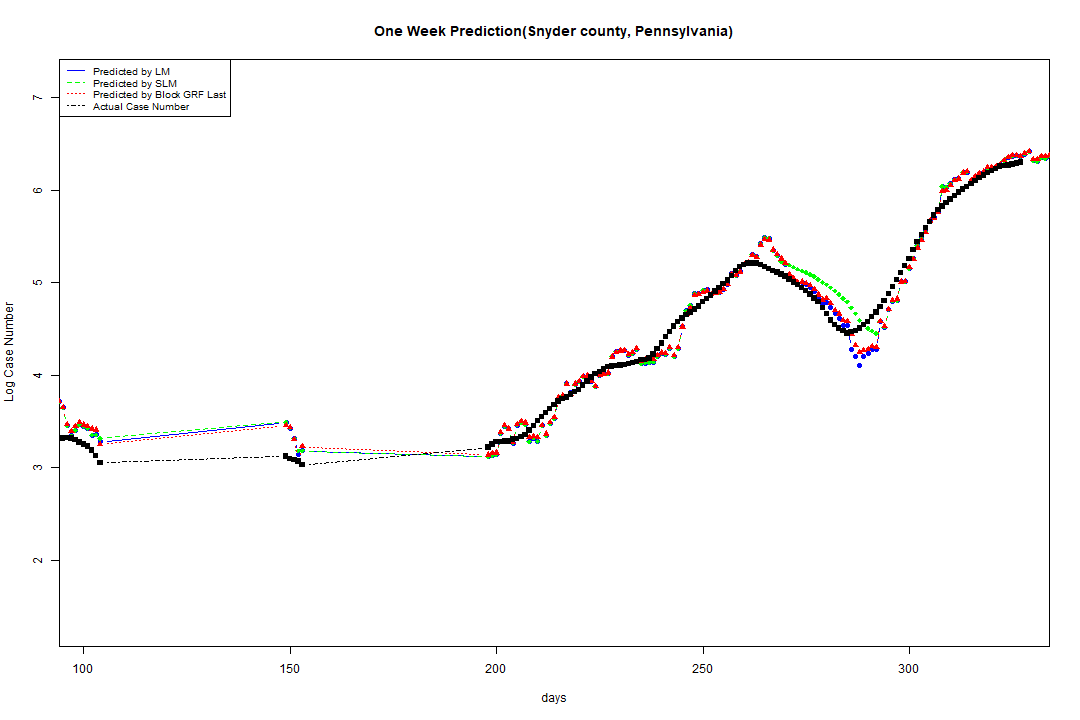 One Week Prediction(Snyder county, Pennsylvania)
Predicted by LM
Predicted by SLM
Predicted by Block GRF Last
Actual Case Number
7
6
5
4
3
2
Log Case Number
100 150 200 250 300
days